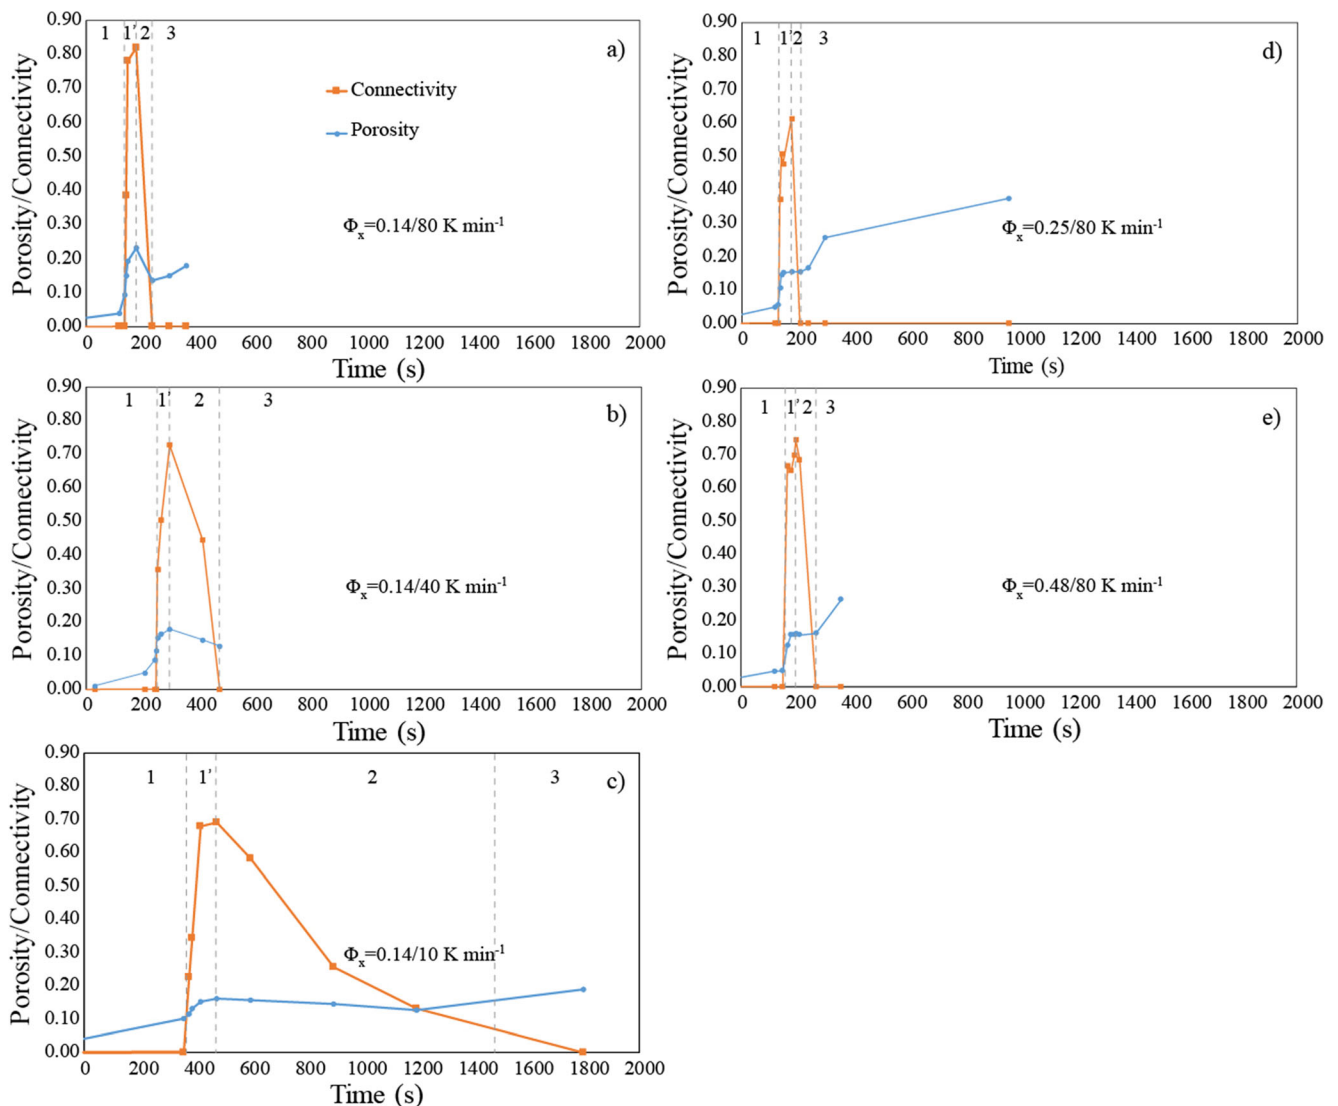 0.90
0.80
0.70
0.60
0.50
0.40
0.30
0.20
0.10
0.00
Porosity/Connectivity
1 1’ 2 3
a)
Connectivity
Porosity
Φx=0.14/80 K min-1
0 200 400 600 800 1000 1200 1400 1600 1800 2000
Time (s)
0.90
0.80
0.70
0.60
0.50
0.40
0.30
0.20
0.10
0.00
Porosity/Connectivity
1 1’ 2 3
b)
Φx=0.14/40 K min-1
0 200 400 600 800 1000 1200 1400 1600 1800 2000
Time (s)
0.90
0.80
0.70
0.60
0.50
0.40
0.30
0.20
0.10
0.00
Porosity/Connectivity
1 1’ 2 3
c)
Φx=0.14/10 K min-1
0 200 400 600 800 1000 1200 1400 1600 1800 2000
Time (s)
0.90
0.80
0.70
0.60
0.50
0.40
0.30
0.20
0.10
0.00
Porosity/Connectivity
1 1’ 2 3
d)
Φx=0.25/80 K min-1
0 200 400 600 800 1000 1200 1400 1600 1800 2000
Time (s)
0.90
0.80
0.70
0.60
0.50
0.40
0.30
0.20
0.10
0.00
Porosity/Connectivity
1 1’ 2 3
e)
Φx=0.48/80 K min-1
0 200 400 600 800 1000 1200 1400 1600 1800 2000
Time (s)